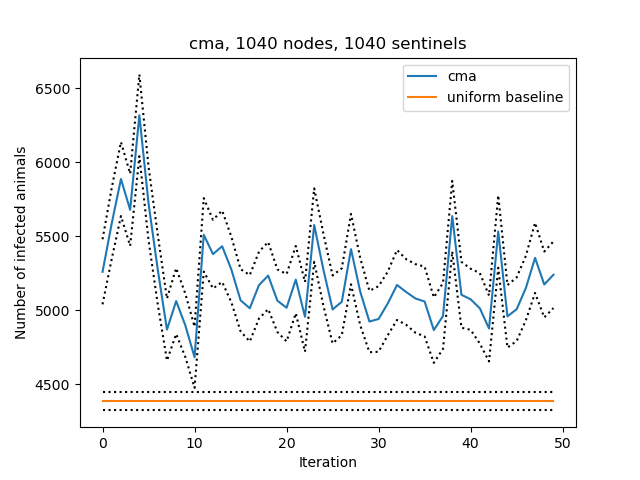 cma, 1040 nodes, 1040 sentinels
cma
uniform baseline
Number of infected animals
6500
6000
5500
5000
4500
0 10 20 30 40 50
Iteration